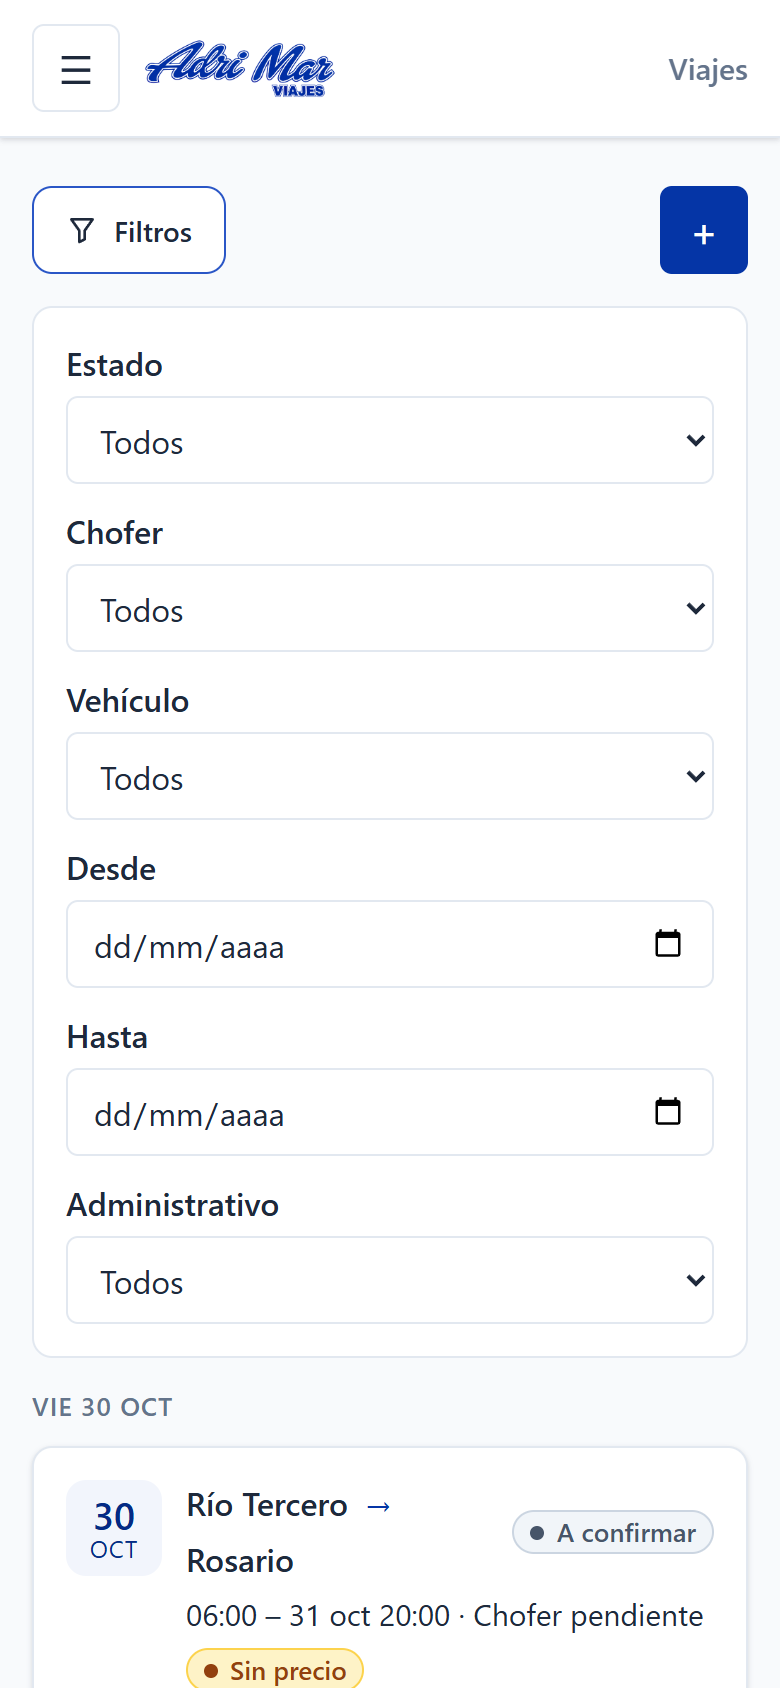 Adri Mar
VIAJES
Viajes
Filtros
+
Estado
Todos
Chofer
Todos
Vehículo
Todos
Desde
dd/mm/aaaa
Hasta
dd/mm/aaaa
Administrativo
Todos
VIE 30 OCT
30
OCT
Río Tercero →
Rosario
A confirmar
06:00 – 31 oct 20:00 · Chofer pendiente
Sin precio